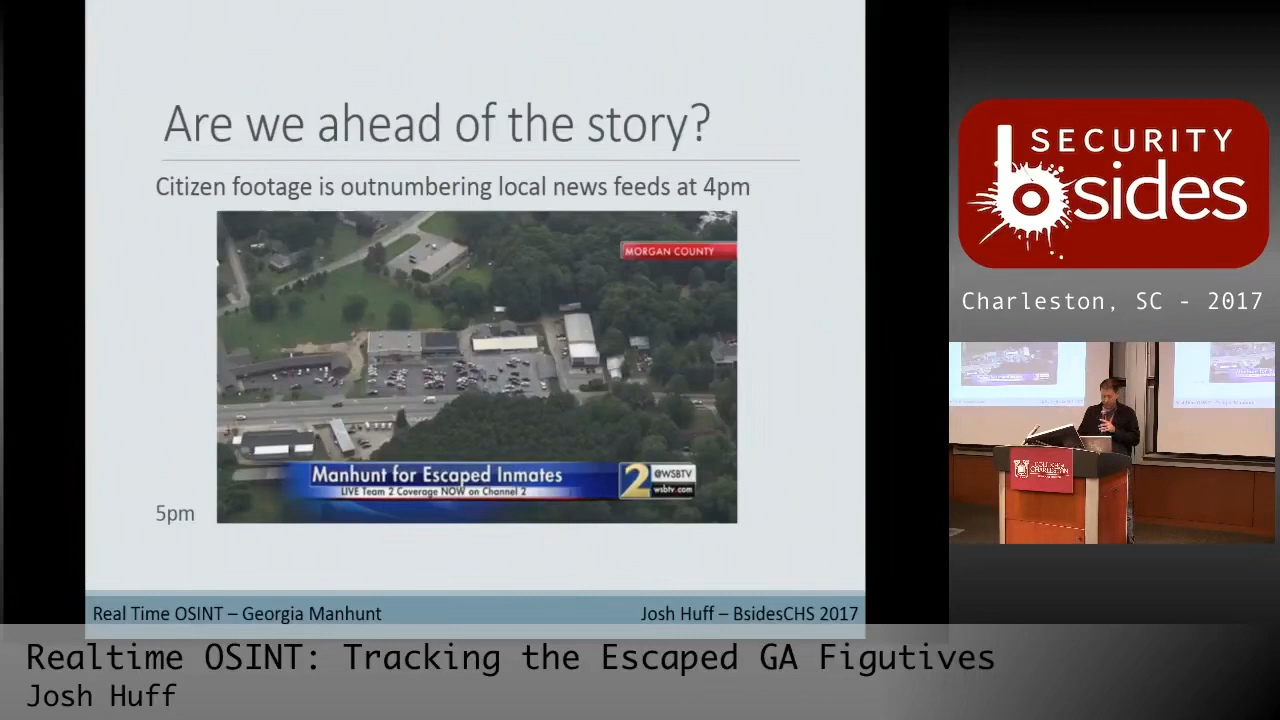 Are we ahead of the story?
Citizen footage is outnumbering local news feeds at 4pm
MORGAN COUNTY
Manhunt for Escaped Inmates
LIVE Team 2 Coverage NOW on Channel 2
2
@WSBTV
wsbtv.com
5pm
Real Time OSINT – Georgia Manhunt
Josh Huff – BsidesCHS 2017
SECURITY
bsides
Charleston, SC - 2017
COLLEGE of
CHARLESTON
Realtime OSINT: Tracking the Escaped GA Figutives
Josh Huff